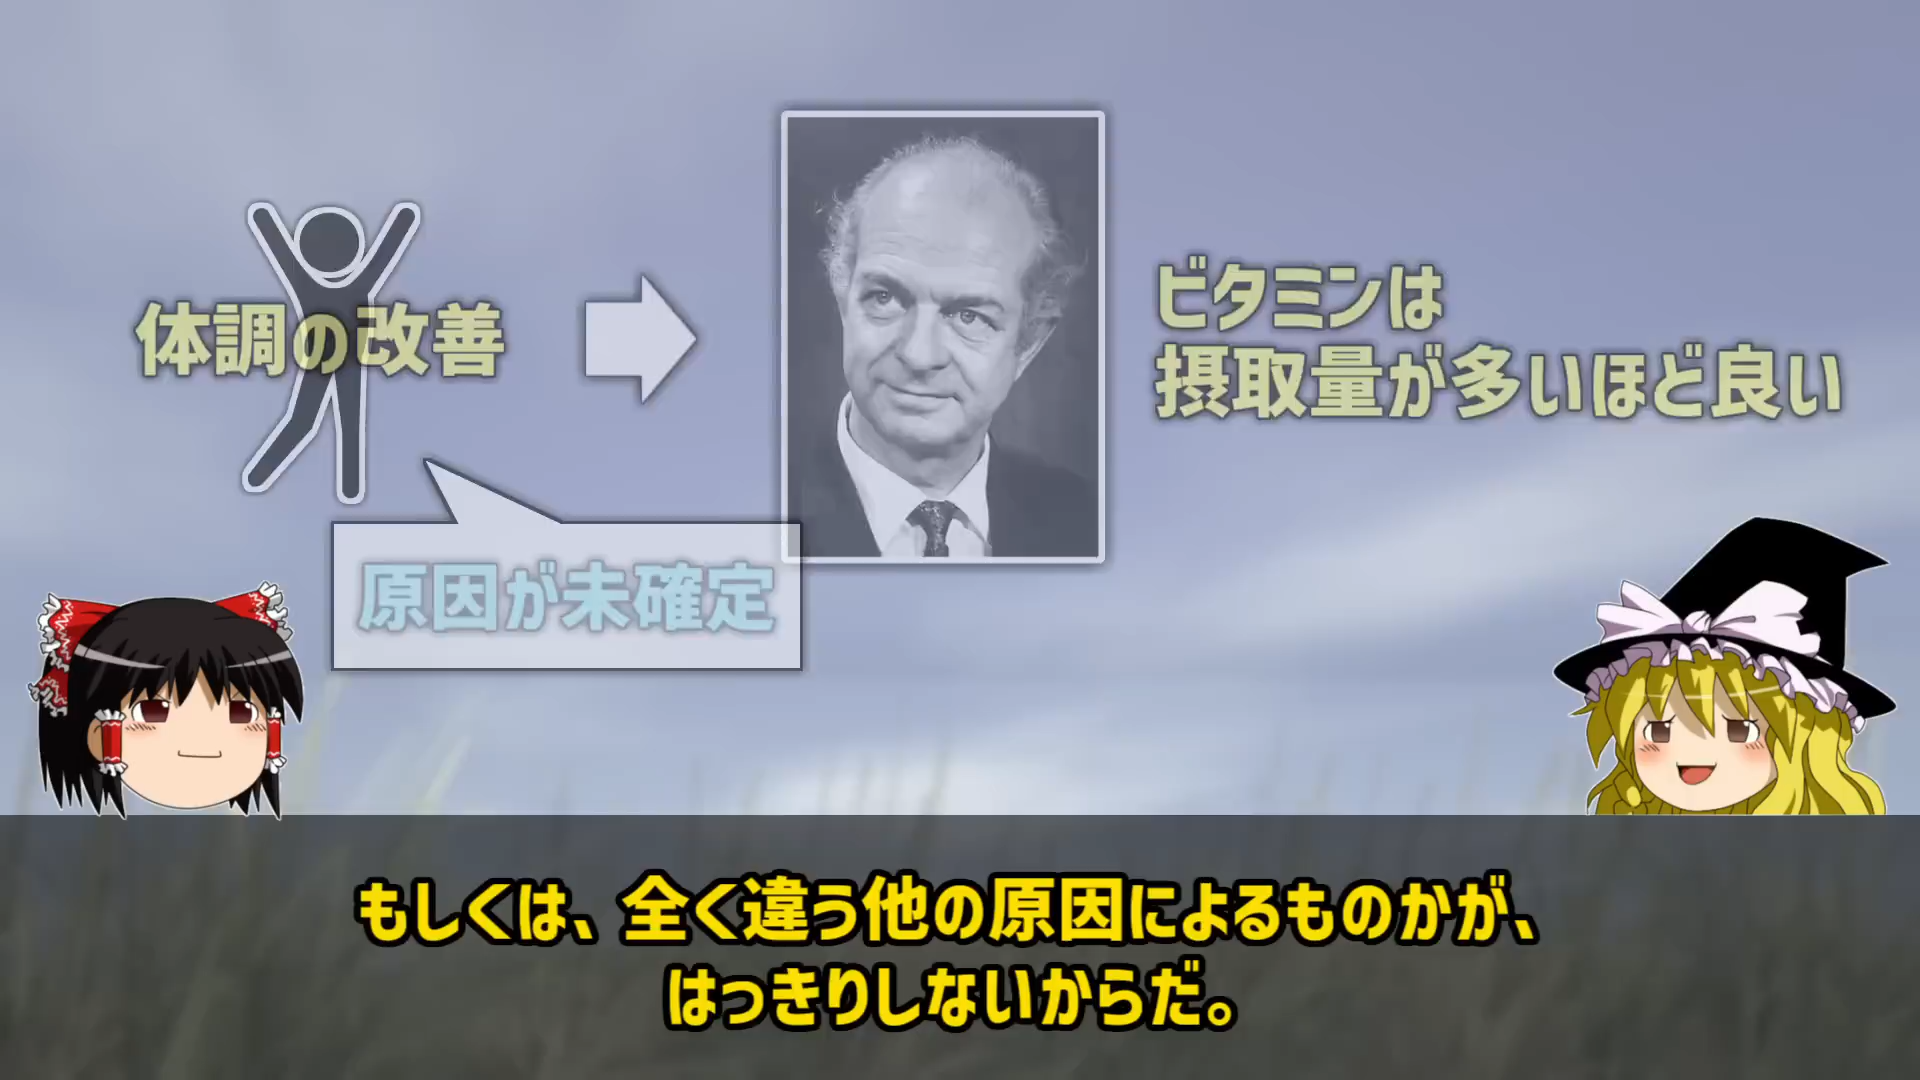 体調の改善
ビタミンは
摂取量が多いほど良い
原因が未確定
もしくは、全く違う他の原因によるものかが、
はっきりしないからだ。